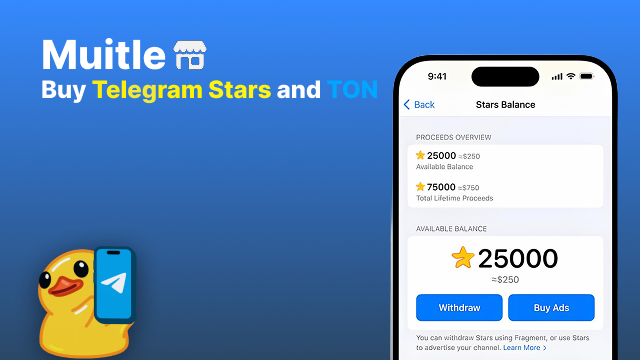 Muitle
Buy Telegram Stars and TON
9:41
Back
Stars Balance
PROCEEDS OVERVIEW
25000 ≈$250
Available Balance
75000 ≈$750
Total Lifetime Proceeds
AVAILABLE BALANCE
25000
≈$250
Withdraw
Buy Ads
You can withdraw Stars using Fragment, or use Stars
to advertise your channel. Learn More >